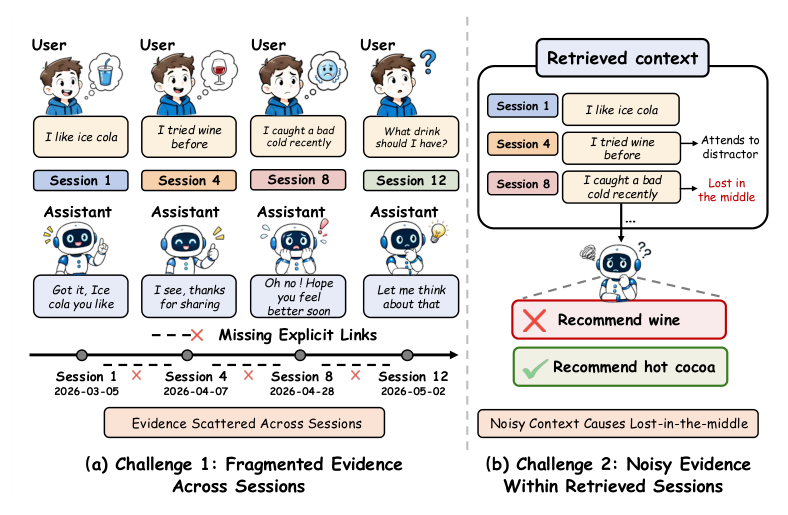 User
User
User
User
?
I like ice cola
I tried wine
before
I caught a bad
cold recently
What drink
should I have?
Session 1
Session 4
Session 8
Session 12
Assistant
Assistant
Assistant
Assistant
Got it, Ice
cola you like
I see, thanks
for sharing
Oh no ! Hope
you feel
better soon
Let me think
about that
Missing Explicit Links
Session 1
Session 4
Session 8
Session 12
2026-03-05
2026-04-07
2026-04-28
2026-05-02
Evidence Scattered Across Sessions
(a) Challenge 1: Fragmented Evidence
Across Sessions
Retrieved context
Session 1
I like ice cola
Session 4
I tried wine
before
Attends to
distractor
Session 8
I caught a bad
cold recently
Lost in
the middle
...
??
Recommend wine
Recommend hot cocoa
Noisy Context Causes Lost-in-the-middle
(b) Challenge 2: Noisy Evidence
Within Retrieved Sessions